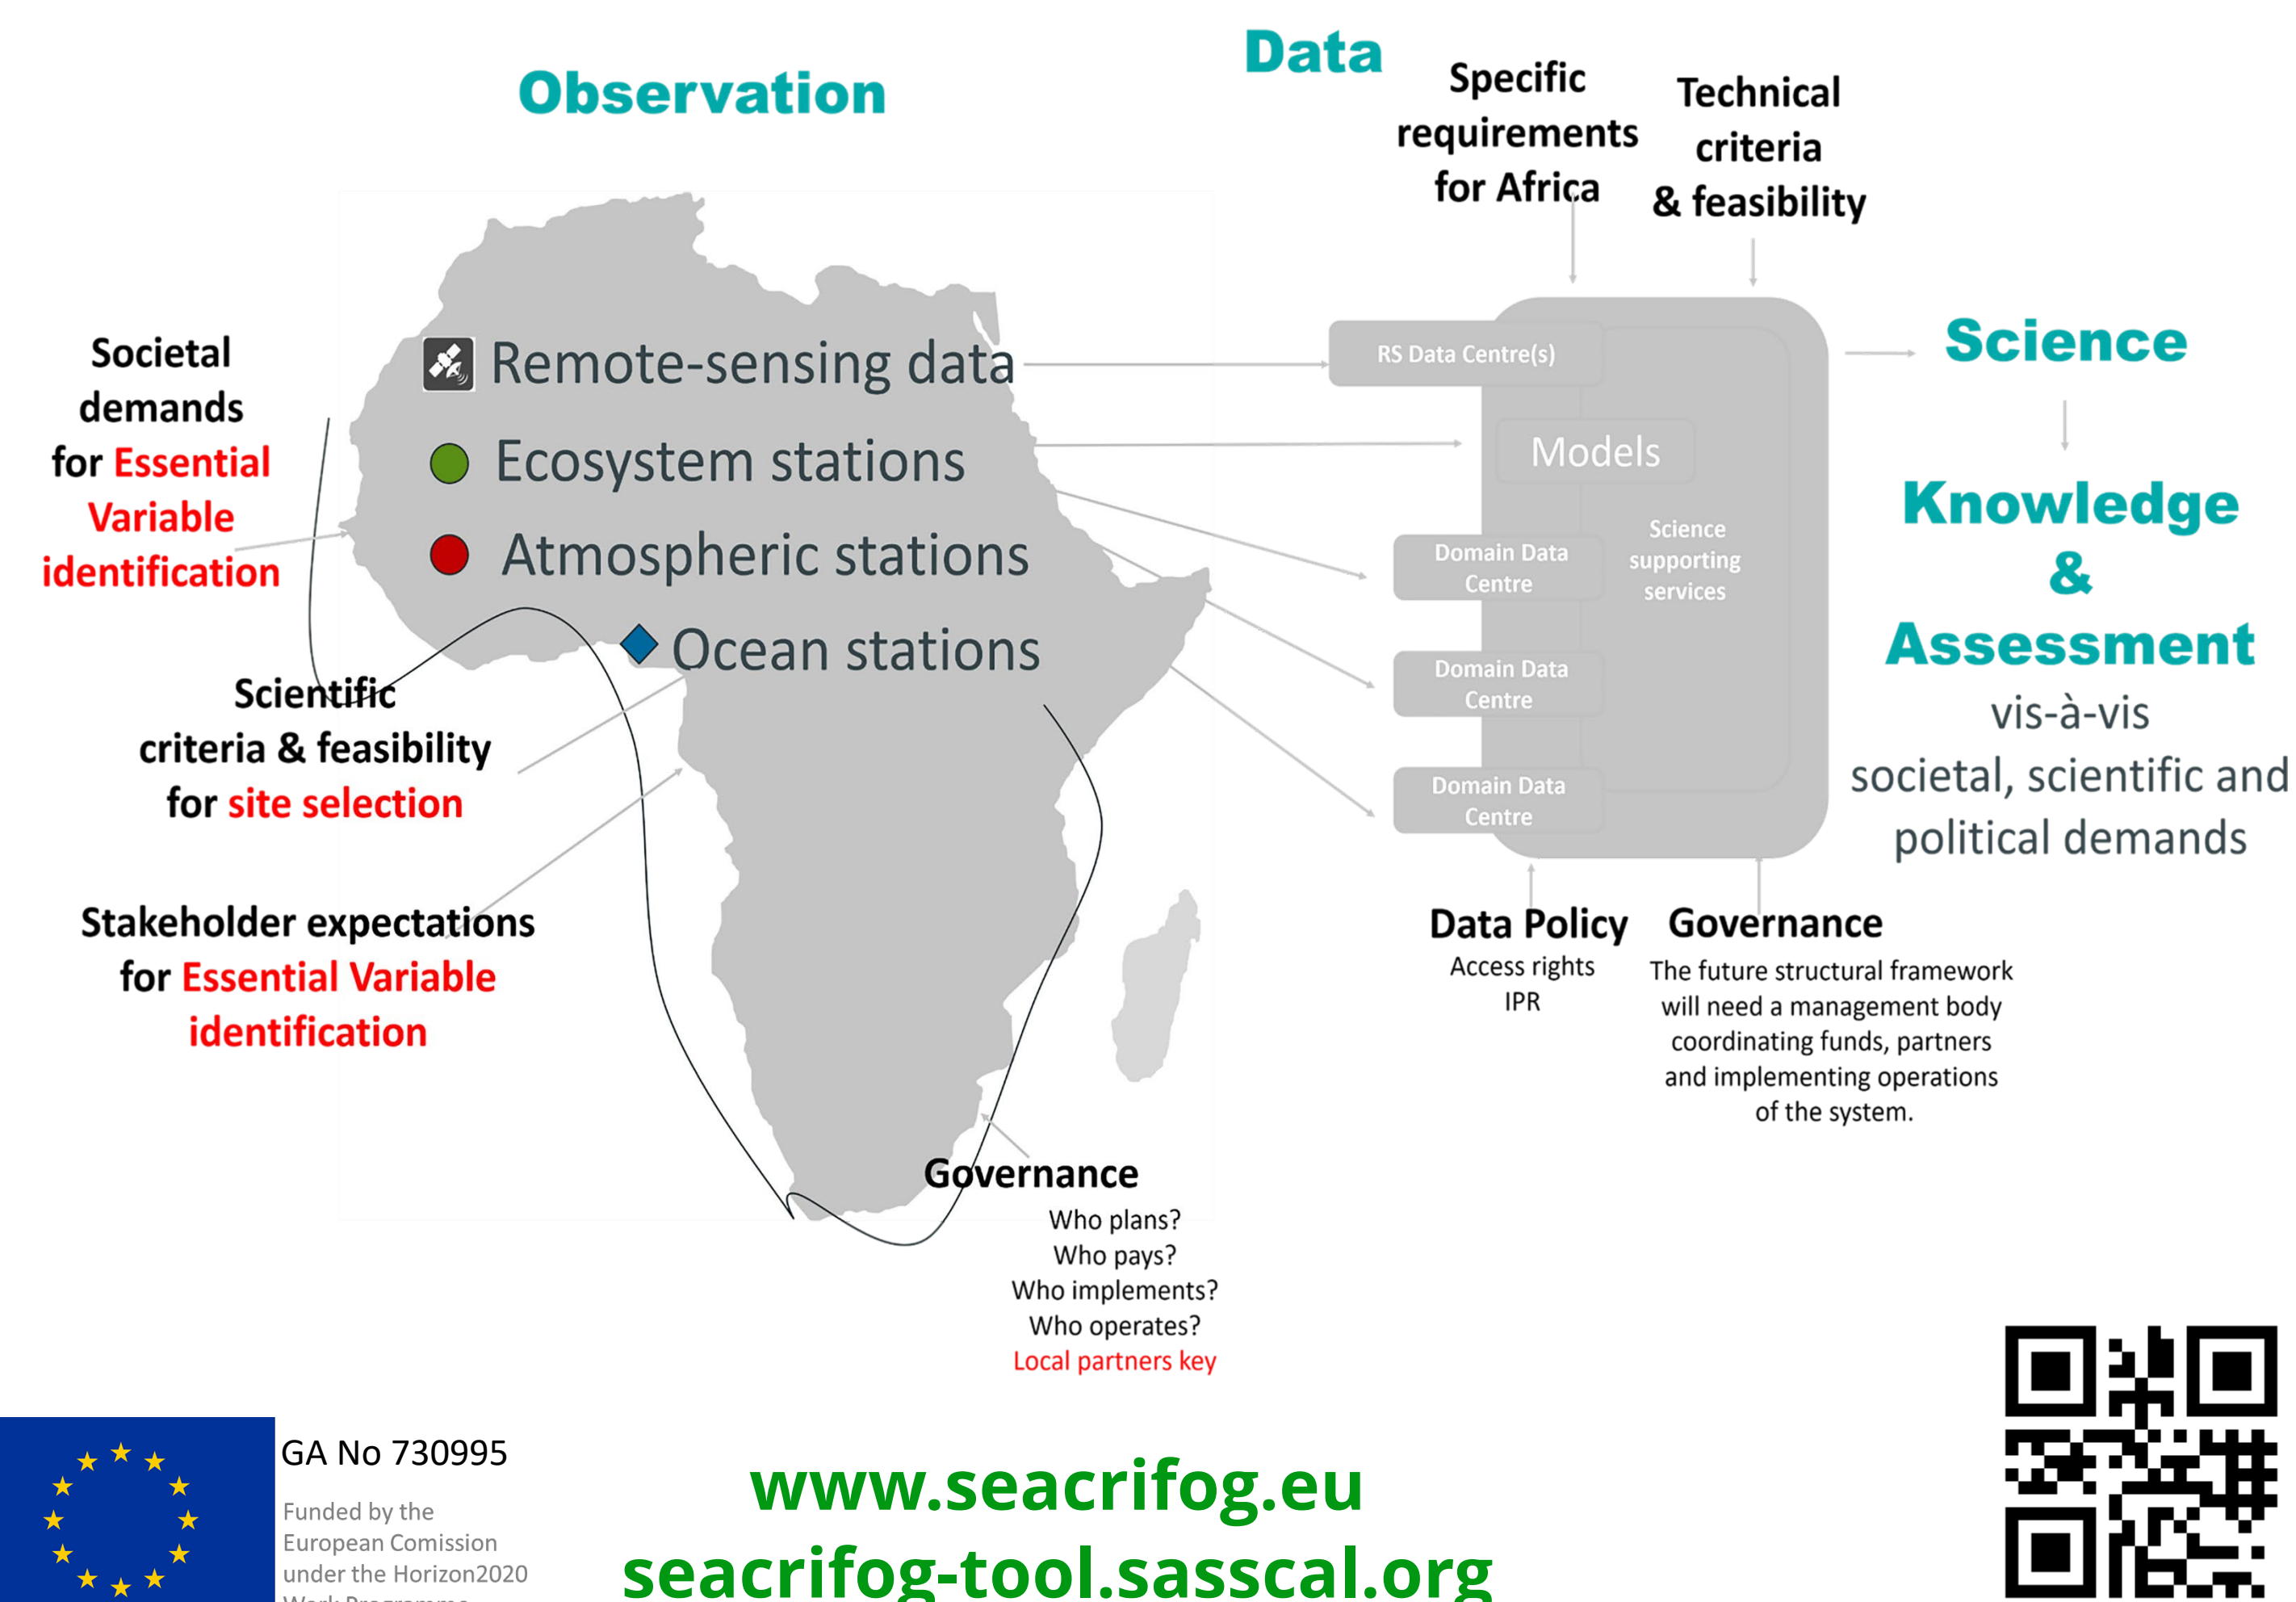 Observation
Data
Specific
requirements
for Africa
Technical
criteria
& feasibility
Societal
demands
for Essential
Variable
identification
Remote-sensing data
Ecosystem stations
Atmospheric stations
Ocean stations
Scientific
criteria & feasibility
for site selection
Stakeholder expectations
for Essential Variable
identification
RS Data Centre(s)
Models
Science
supporting
services
Domain Data
Centre
Domain Data
Centre
Domain Data
Centre
Science
Knowledge
&
Assessment
vis-à-vis
societal, scientific and
political demands
Data Policy
Access rights
IPR
Governance
The future structural framework
will need a management body
coordinating funds, partners
and implementing operations
of the system.
Governance
Who plans?
Who pays?
Who implements?
Who operates?
Local partners key
GA No 730995
Funded by the
European Comission
under the Horizon2020
Work Programme
www.seacrifog.eu
seacrifog-tool.sasscal.org